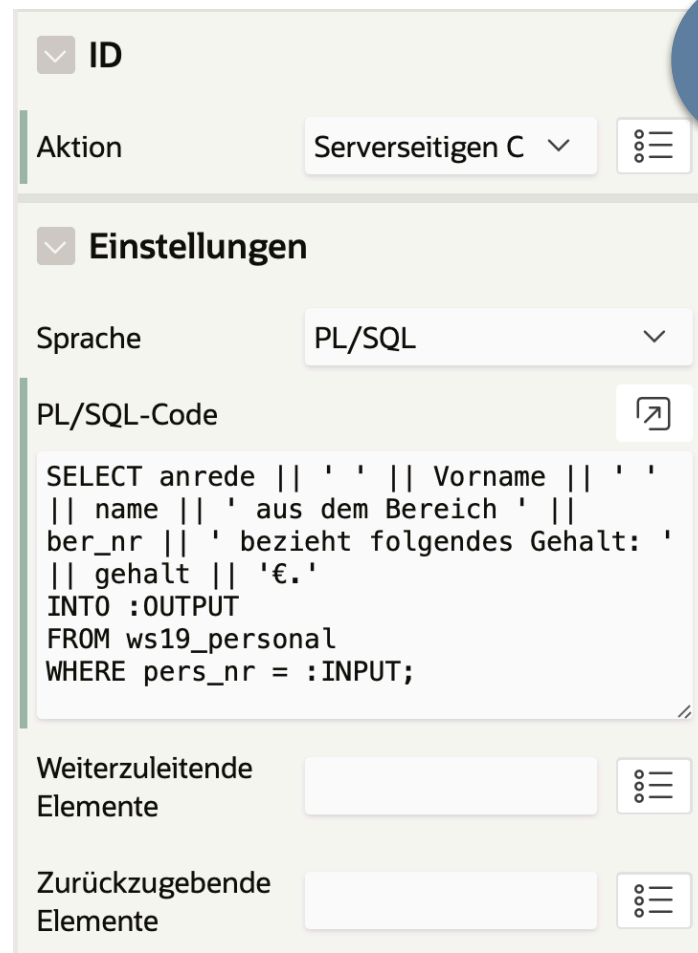 ID
Aktion
Serverseitigen C
Einstellungen
Sprache
PL/SQL
PL/SQL-Code
SELECT anrede || ' ' || Vorname || ' '
|| name || ' aus dem Bereich ' ||
ber_nr || ' bezieht folgendes Gehalt: '
|| gehalt || '€.'
INTO :OUTPUT
FROM ws19_personal
WHERE pers_nr = :INPUT;
Weiterzuleitende
Elemente
Zurückzugebende
Elemente